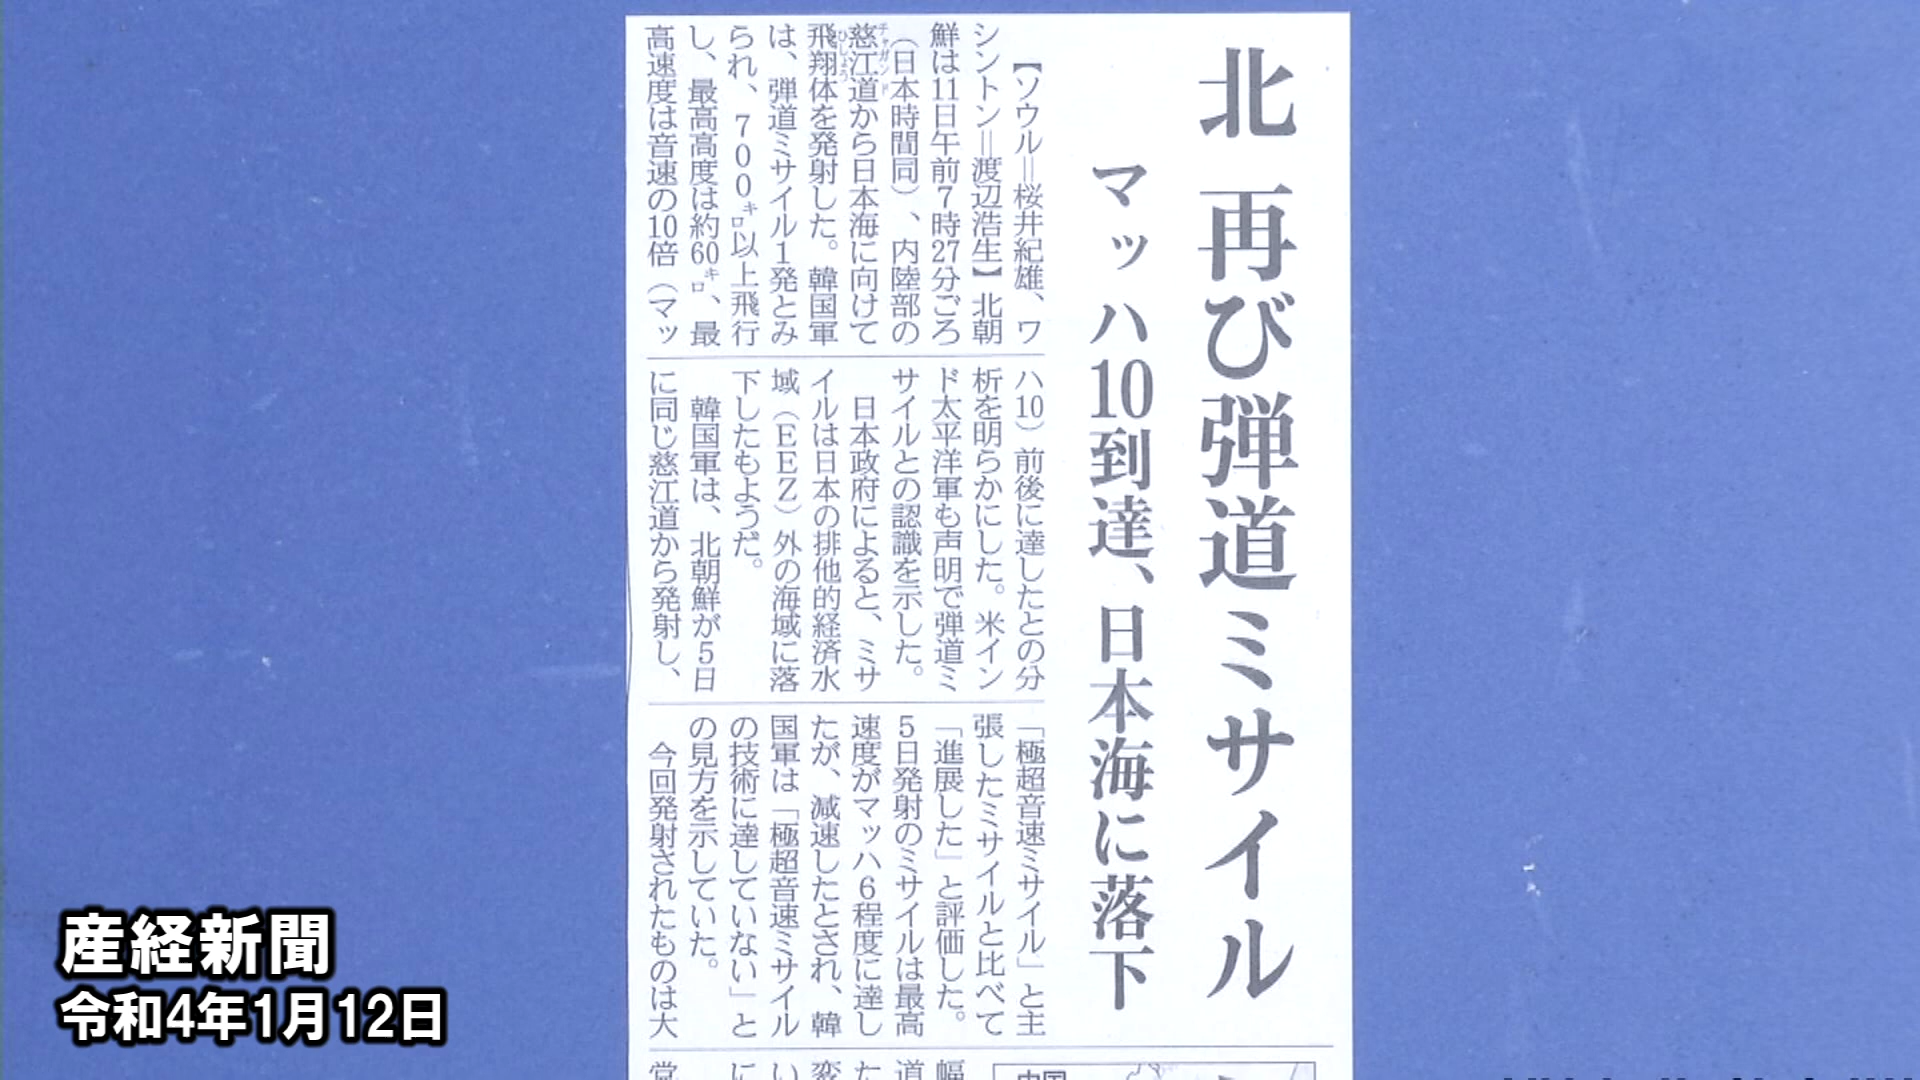 北 再び弾道ミサイル
マッハ10到達、日本海に落下
【ソウル＝桜井紀雄、ワ
シントン＝渡辺浩生】北朝
鮮は11日午前7時27分ごろ
（日本時間同）、内陸部の
慈江道から日本海に向けて
チャガンド
飛翔体を発射した。韓国軍
ひしょう
は、弾道ミサイル1発とみ
られ、700㌔以上飛行
し、最高高度は約60㌔、最
高速度は音速の10倍（マッ
ハ10）前後に達したとの分
析を明らかにした。米イン
ド太平洋軍も声明で弾道ミ
サイルとの認識を示した。
日本政府によると、ミサ
イルは日本の排他的経済水
域（EEZ）外の海域に落
下したもようだ。
韓国軍は、北朝鮮が5日
に同じ慈江道から発射し、
「極超音速ミサイル」と主
張したミサイルと比べて
「進展した」と評価した。
5日発射のミサイルは最高
速度がマッハ6程度に達し
たが、減速したとされ、韓
国軍は「極超音速ミサイル
の技術に達していない」と
の見方を示していた。
今回発射されたものは大
幅
道
た
変
い
に
党
中国
産経新聞
令和4年1月12日